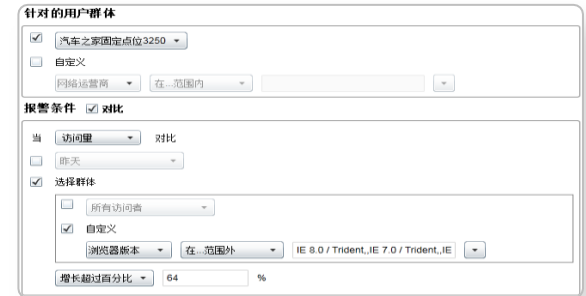 针对的用户群体
汽车之家固定点位3250
自定义
网络运营商 在...范围内
报警条件 对比
当 访问量 对比
昨天
选择群体
所有访问者
自定义
浏览器版本 在...范围外 IE 8.0 / Trident,,IE 7.0 / Trident,,IE
增长超过百分比 64 %